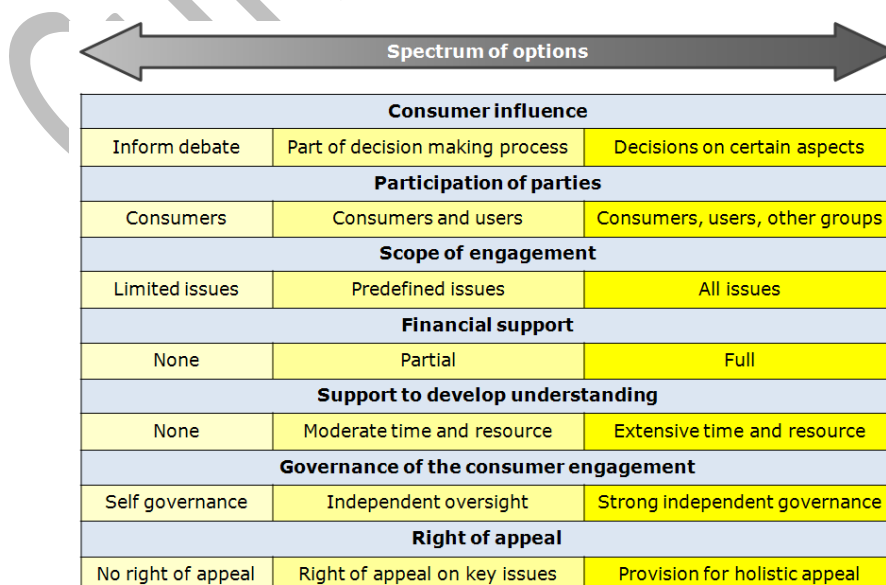 Spectrum of options
Consumer influence
Inform debate Part of decision making process Decisions on certain aspects
Participation of parties
Consumers Consumers and users Consumers, users, other groups
Scope of engagement
Limited issues Predefined issues All issues
Financial support
None Partial Full
Support to develop understanding
None Moderate time and resource Extensive time and resource
Governance of the consumer engagement
Self governance Independent oversight Strong independent governance
Right of appeal
No right of appeal Right of appeal on key issues Provision for holistic appeal